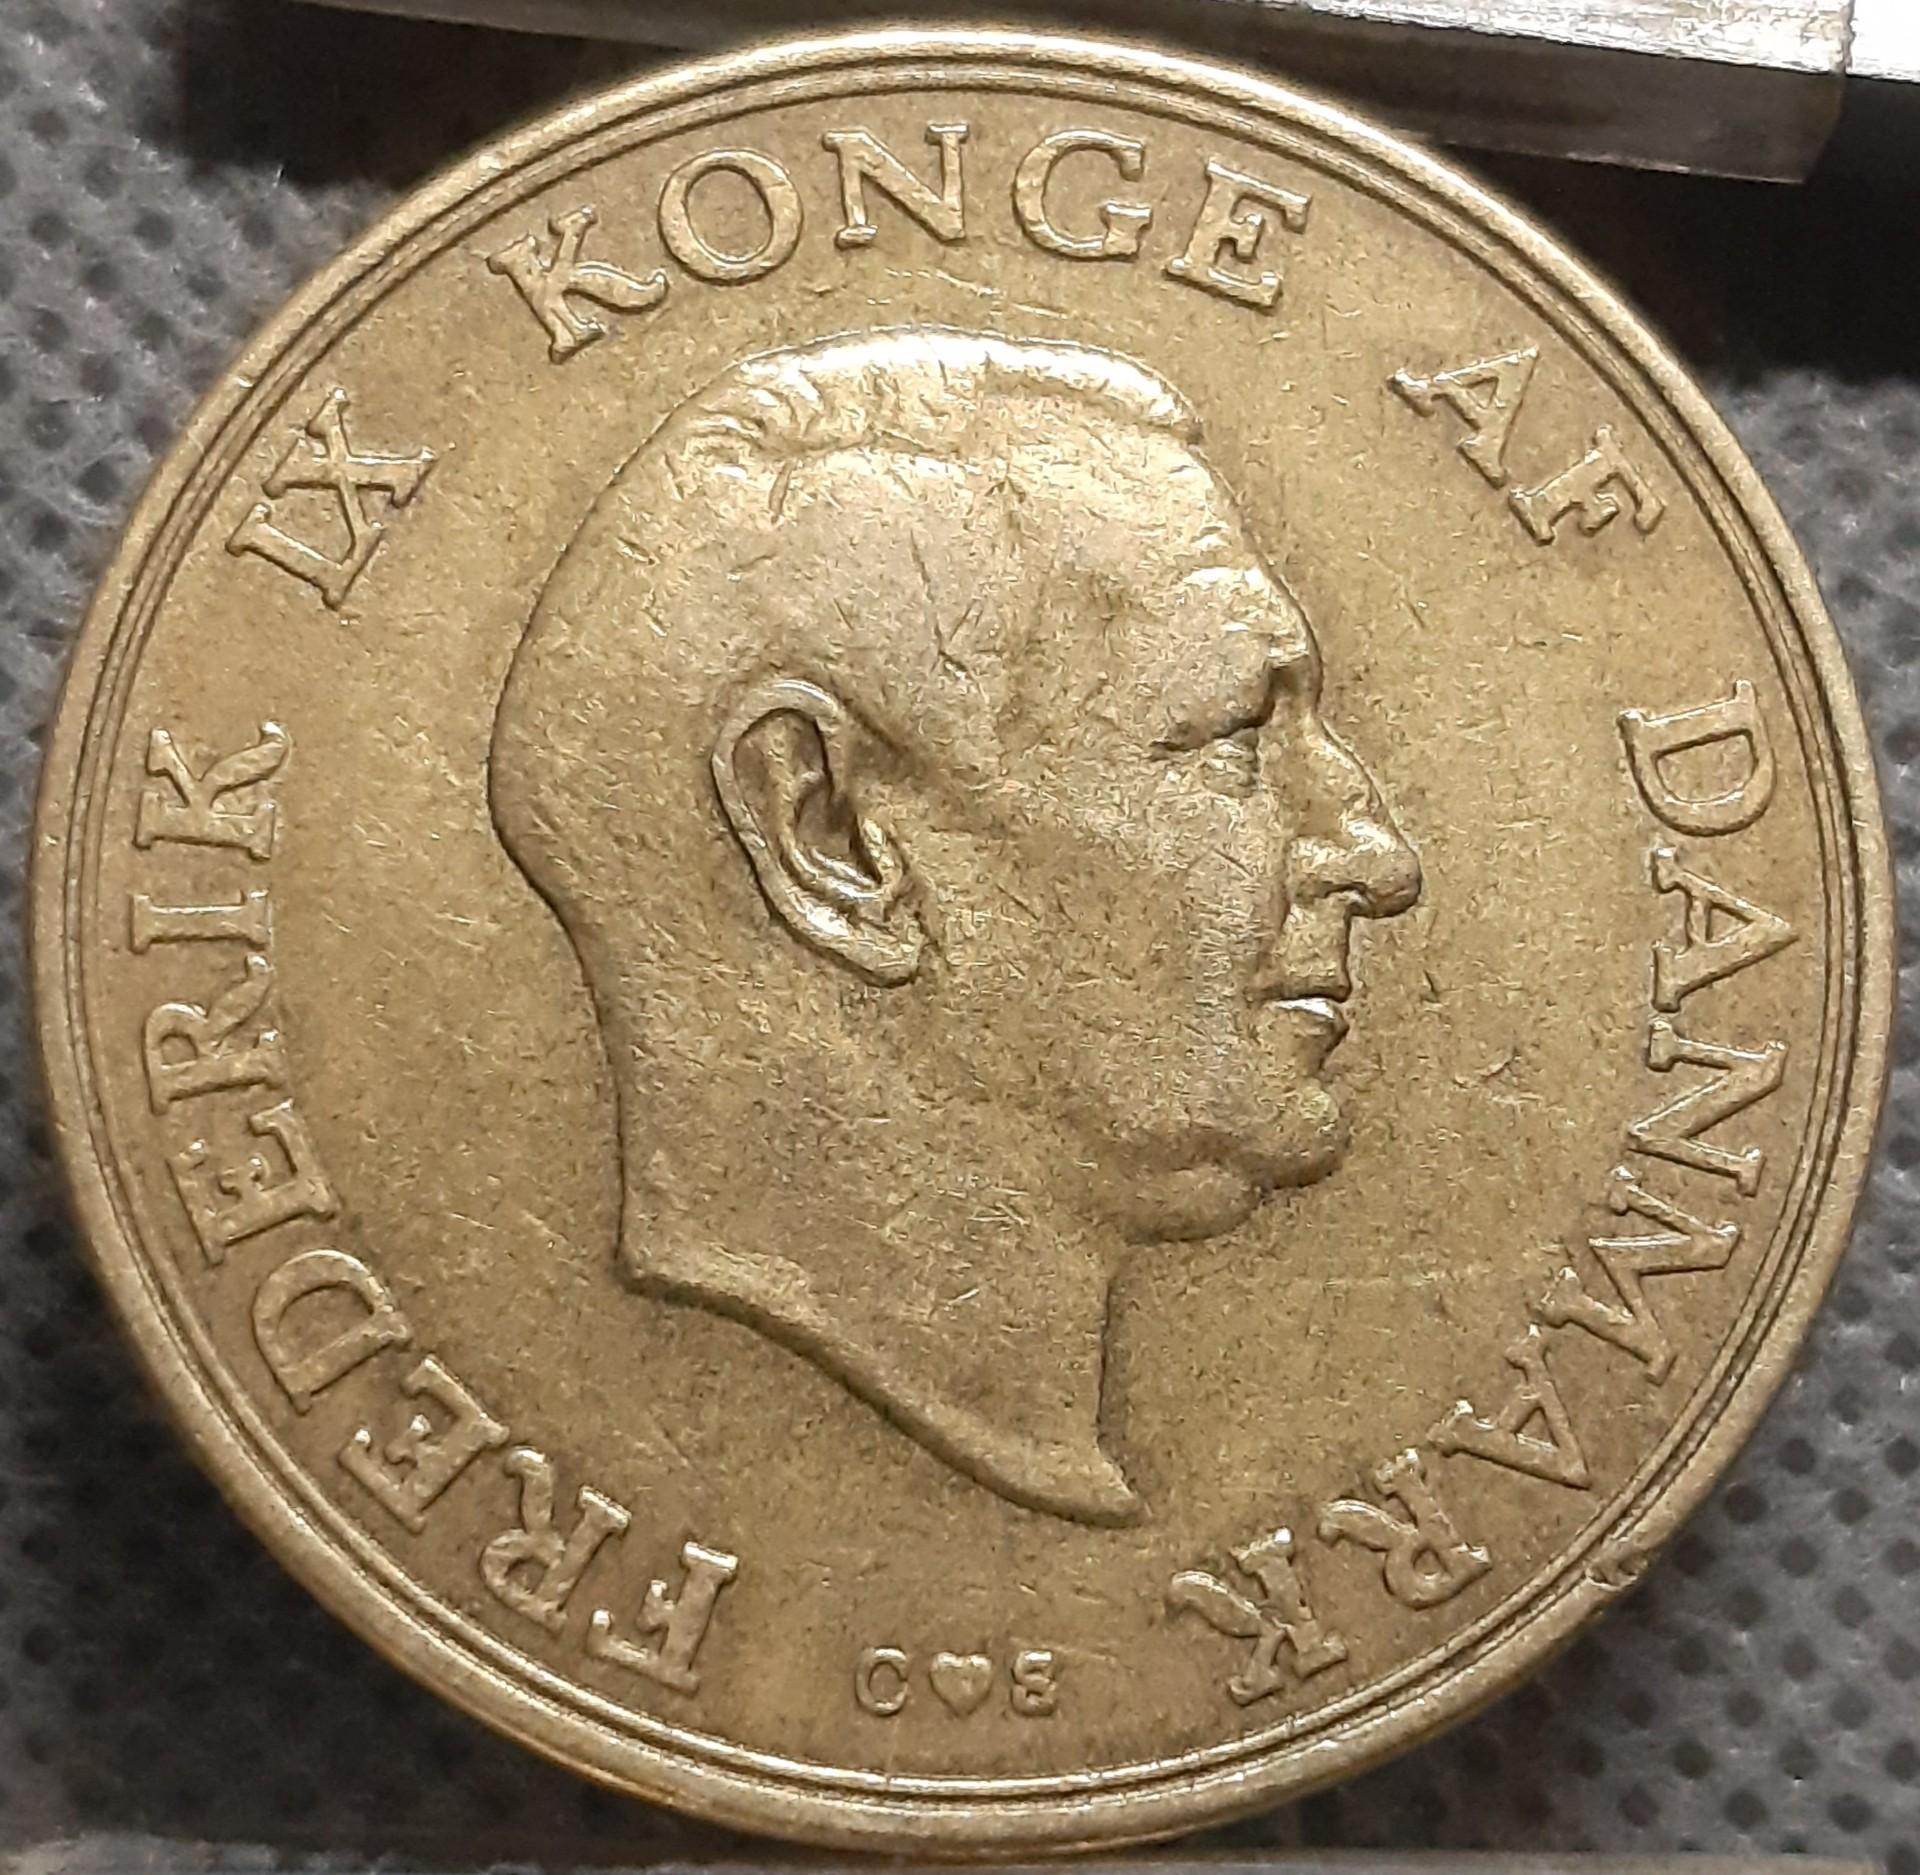 FREDERIK IX KONGE AF DANMARK
C♥S